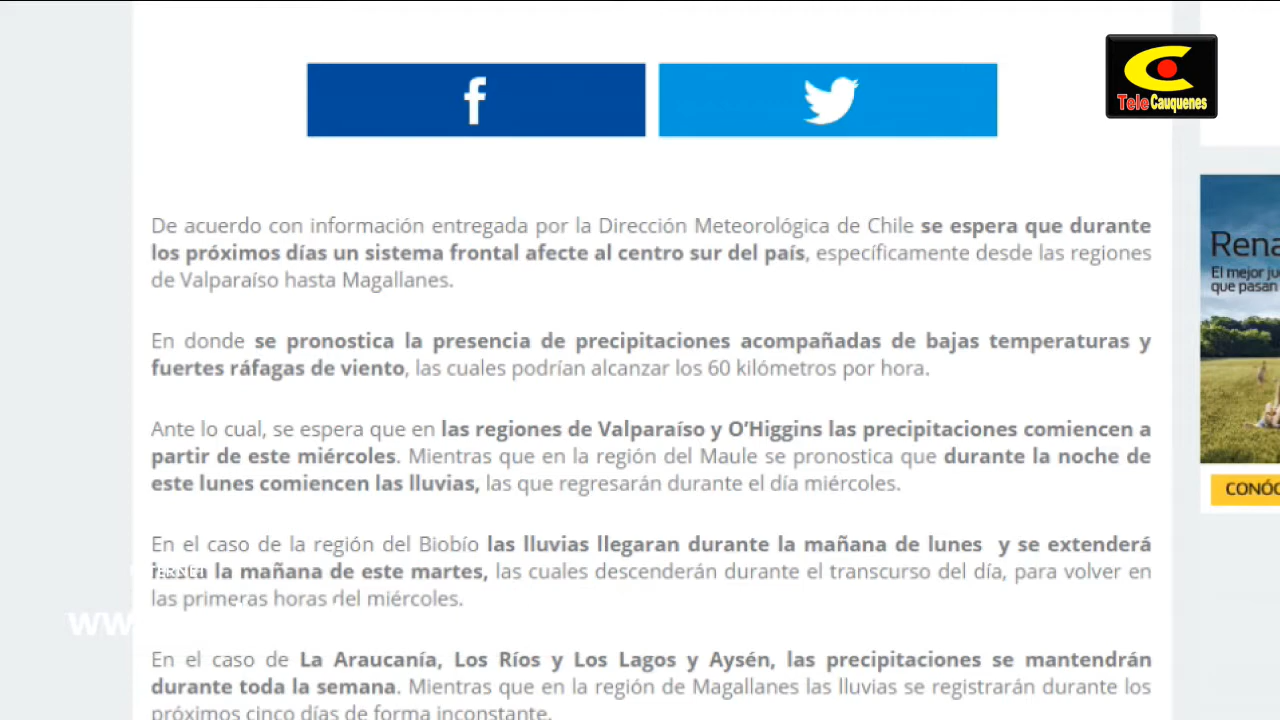 Tele Cauquenes
De acuerdo con información entregada por la Dirección Meteorológica de Chile se espera que durante
los próximos días un sistema frontal afecte al centro sur del país, específicamente desde las regiones
de Valparaíso hasta Magallanes.
En donde se pronostica la presencia de precipitaciones acompañadas de bajas temperaturas y
fuertes ráfagas de viento, las cuales podrían alcanzar los 60 kilómetros por hora.
Ante lo cual, se espera que en las regiones de Valparaíso y O'Higgins las precipitaciones comiencen a
partir de este miércoles. Mientras que en la región del Maule se pronostica que durante la noche de
este lunes comiencen las lluvias, las que regresarán durante el día miércoles.
En el caso de la región del Biobío las lluvias llegaran durante la mañana de lunes y se extenderá
la mañana de este martes, las cuales descenderán durante el transcurso del día, para volver en
las primeras horas del miércoles.
En el caso de La Araucanía, Los Ríos y Los Lagos y Aysén, las precipitaciones se mantendrán
durante toda la semana. Mientras que en la región de Magallanes las lluvias se registrarán durante los
próximos cinco días de forma inconstante.
Rena
El mejor ju
que pasan
CONÓC
ww